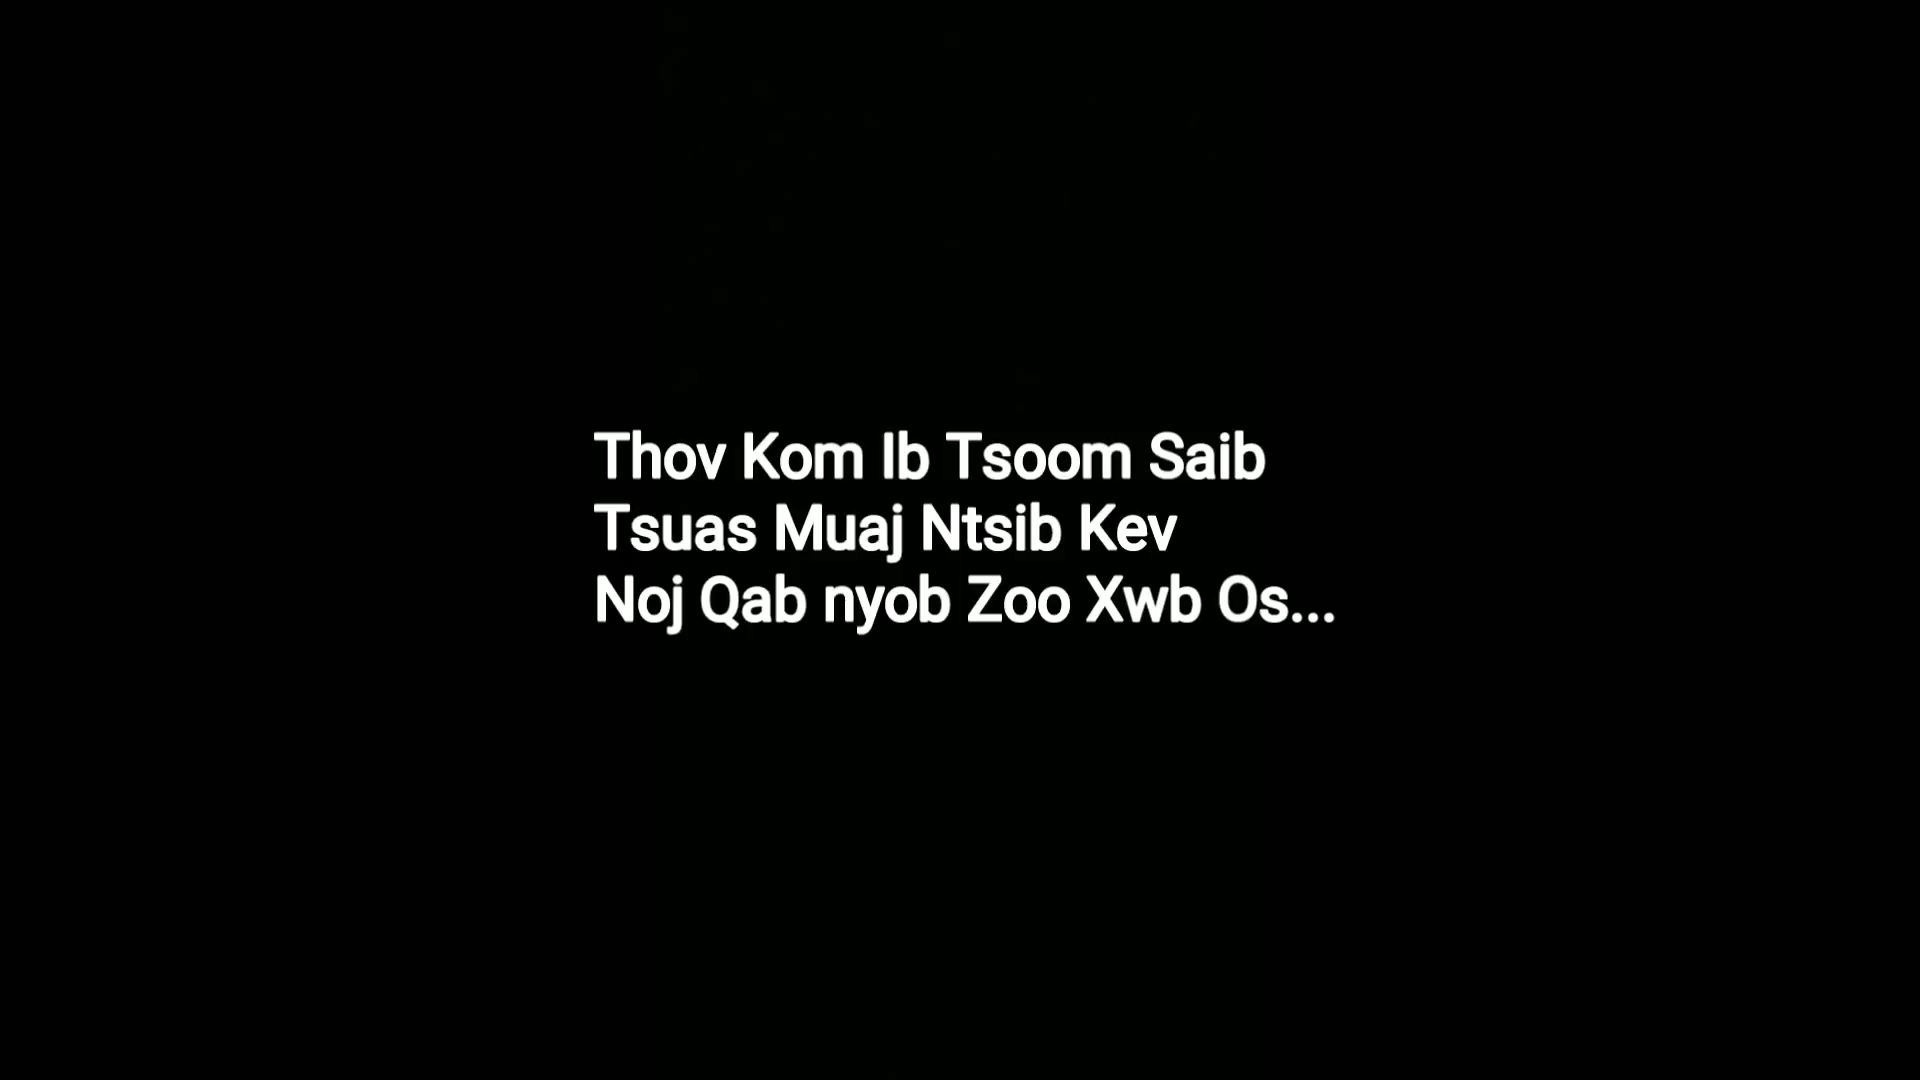 Thov Kom Ib Tsoom Saib
Tsuas Muaj Ntsib Kev
Noj Qab nyob Zoo Xwb Os...